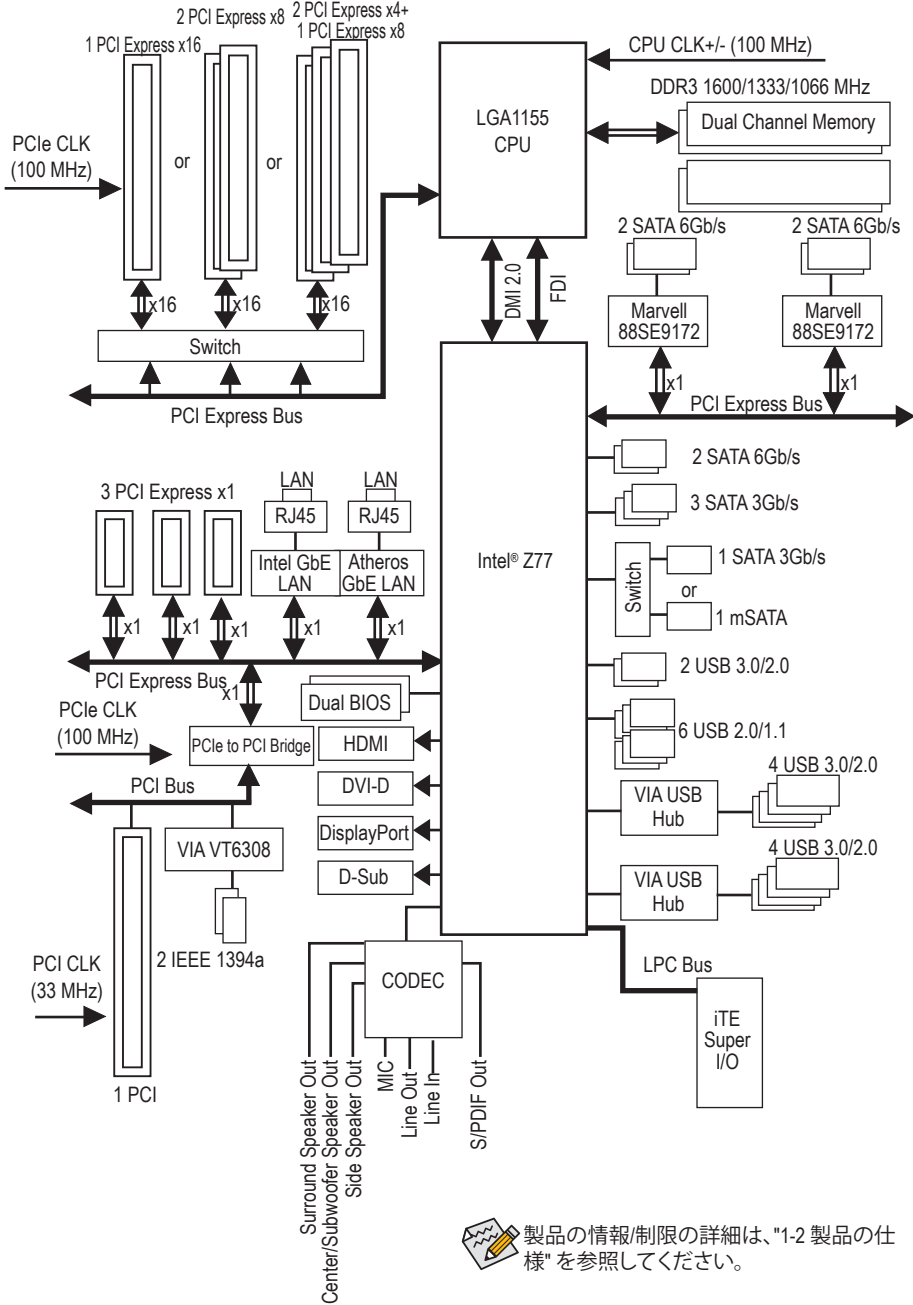 2 PCI Express x4+
2 PCI Express x8
1 PCI Express x8
1 PCI Express x16
CPU CLK+/- (100 MHz)
DDR3 1600/1333/1066 MHz
LGA1155
CPU
Dual Channel Memory
PCIe CLK
(100 MHz)
or
or
2 SATA 6Gb/s
2 SATA 6Gb/s
DMI 2.0
FDI
x16
x16
x16
Marvell
88SE9172
Marvell
88SE9172
Switch
x1
x1
PCI Express Bus
PCI Express Bus
2 SATA 6Gb/s
3 PCI Express x1
LAN
LAN
RJ45
RJ45
3 SATA 3Gb/s
Intel GbE
LAN
Atheros
GbE LAN
Intel® Z77
Switch
1 SATA 3Gb/s
or
1 mSATA
x1
x1
x1
x1
x1
PCI Express Bus
x1
2 USB 3.0/2.0
Dual BIOS
PCIe CLK
(100 MHz)
PCIe to PCI Bridge
HDMI
6 USB 2.0/1.1
PCI Bus
DVI-D
VIA USB
Hub
4 USB 3.0/2.0
DisplayPort
VIA VT6308
D-Sub
VIA USB
Hub
4 USB 3.0/2.0
2 IEEE 1394a
PCI CLK
(33 MHz)
CODEC
LPC Bus
iTE
Super
I/O
1 PCI
Surround Speaker Out
Center/Subwoofer Speaker Out
Side Speaker Out
MIC
Line Out
Line In
S/PDIF Out
製品の情報/制限の詳細は、"1-2 製品の仕
様" を参照してください。